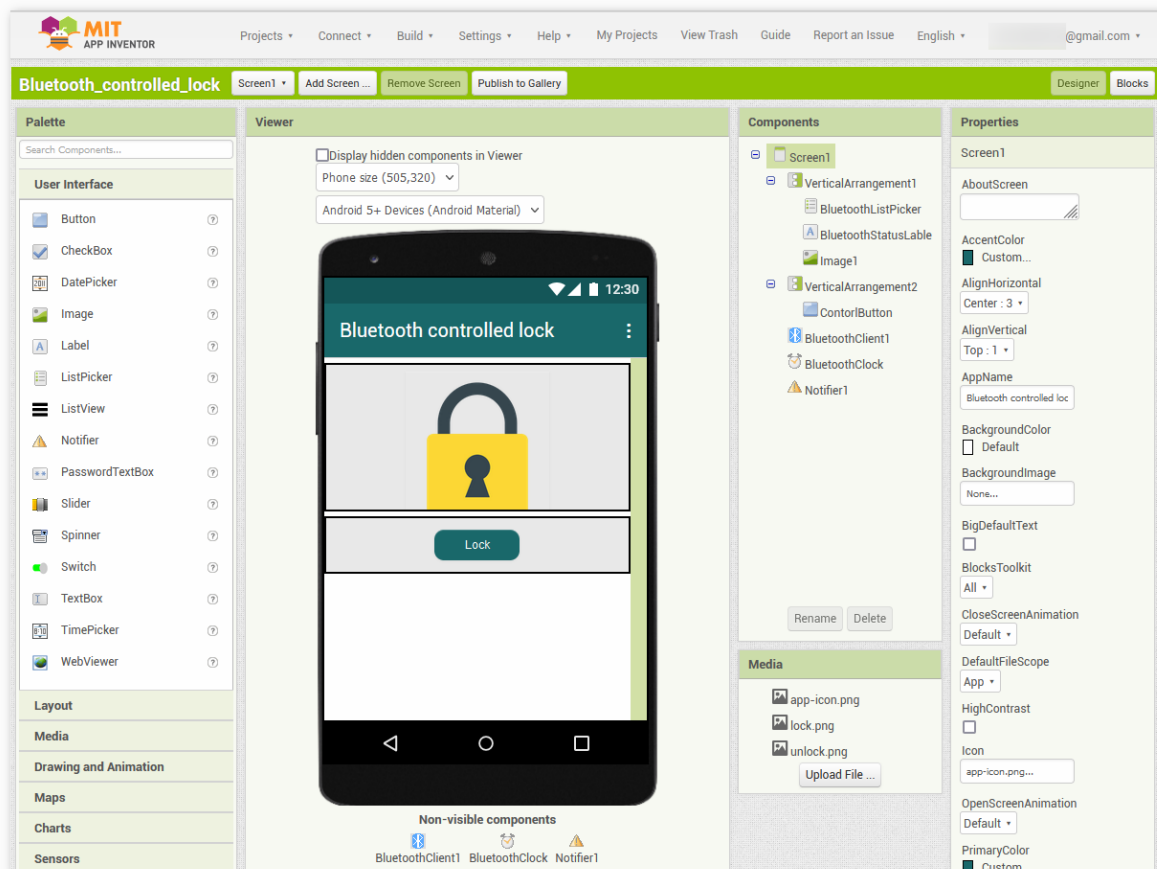 MIT
APP INVENTOR
Projects
Connect
Build
Settings
Help
My Projects
View Trash
Guide
Report an Issue
English
@gmail.com
Bluetooth_controlled_lock
Screen1
Add Screen ...
Remove Screen
Publish to Gallery
Designer
Blocks
Palette
Search Components...
User Interface
Button
CheckBox
DatePicker
Image
Label
ListPicker
ListView
Notifier
PasswordTextBox
Slider
Spinner
Switch
TextBox
TimePicker
WebViewer
Layout
Media
Drawing and Animation
Maps
Charts
Sensors
Viewer
Display hidden components in Viewer
Phone size (505,320)
Android 5+ Devices (Android Material)
12:30
Bluetooth controlled lock
Lock
Non-visible components
BluetoothClient1
BluetoothClock
Notifier1
Components
Screen1
VerticalArrangement1
BluetoothListPicker
BluetoothStatusLable
Image1
VerticalArrangement2
ContorlButton
BluetoothClient1
BluetoothClock
Notifier1
Rename
Delete
Media
app-icon.png
lock.png
unlock.png
Upload File ...
Properties
Screen1
AboutScreen
AccentColor
Custom...
AlignHorizontal
Center : 3
AlignVertical
Top : 1
AppName
Bluetooth controlled loc
BackgroundColor
Default
BackgroundImage
None...
BigDefaultText
BlocksToolkit
All
CloseScreenAnimation
Default
DefaultFileScope
App
HighContrast
Icon
app-icon.png...
OpenScreenAnimation
Default
PrimaryColor
Custom